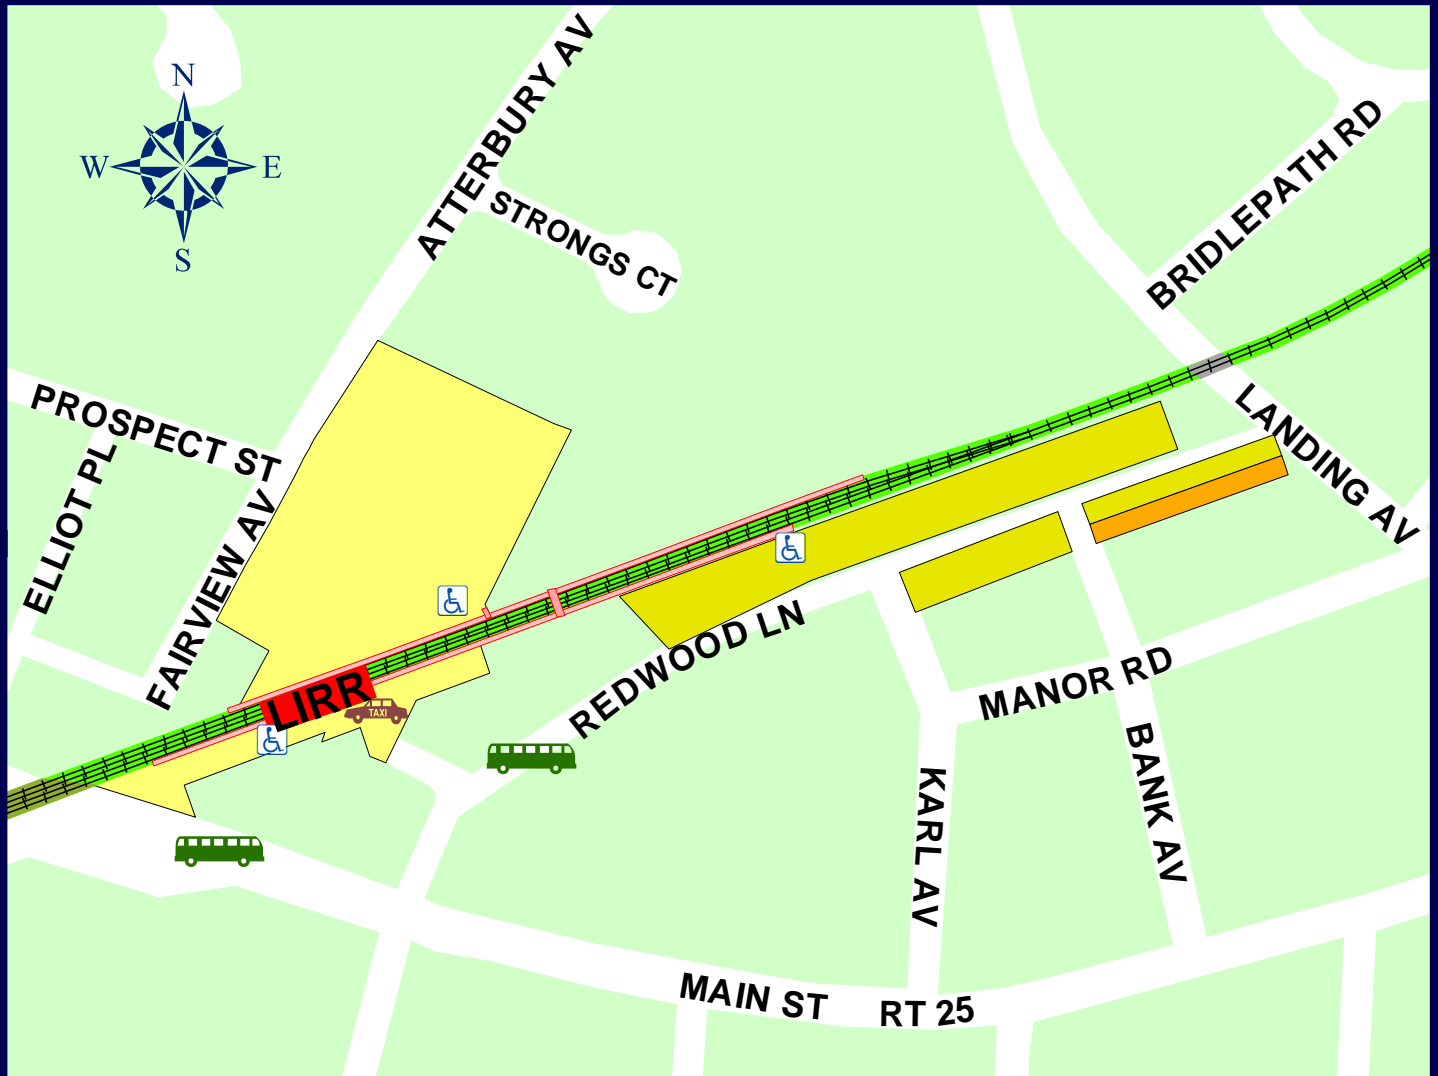 N
W
E
S
ATTERBURY AV
STRONGS CT
BRIDLEPATH RD
PROSPECT ST
ELLIOT PL
FAIRVIEW AV
LANDING AV
LIRR
TAXI
REDWOOD LN
MANOR RD
KARL AV
BANK AV
MAIN ST
RT 25